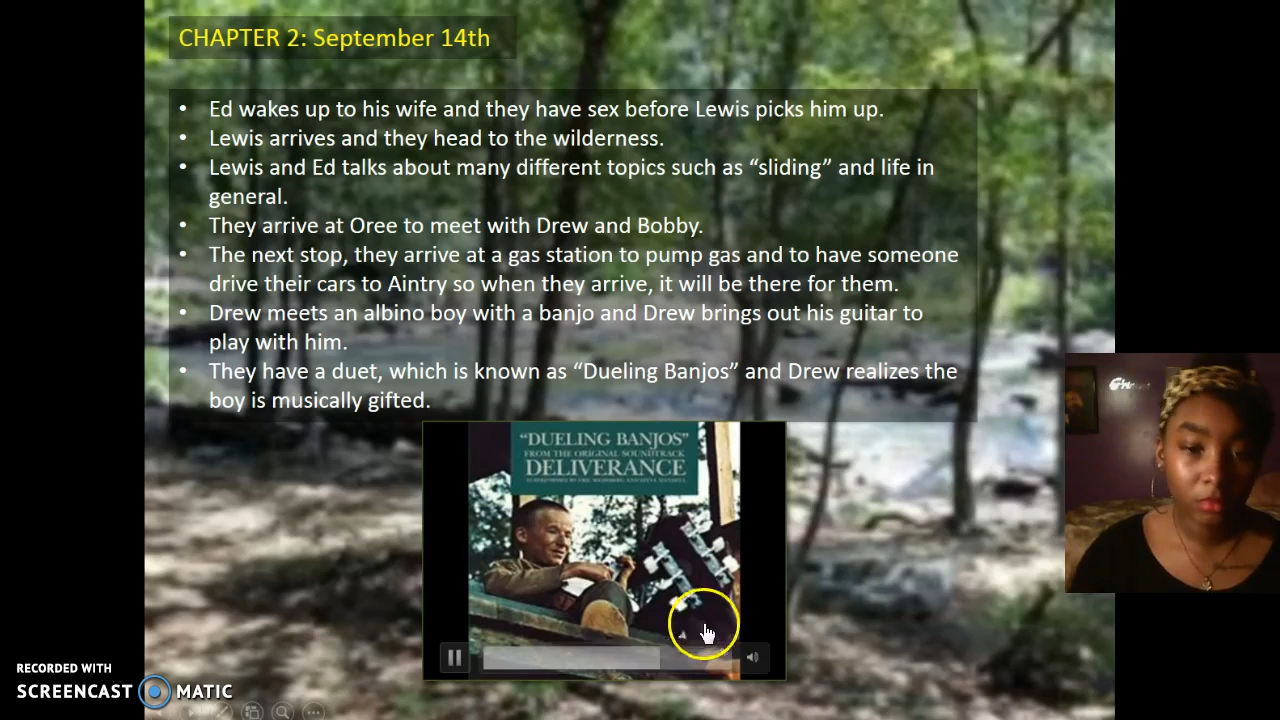 CHAPTER 2: September 14th
• Ed wakes up to his wife and they have sex before Lewis picks him up.
• Lewis arrives and they head to the wilderness.
• Lewis and Ed talks about many different topics such as “sliding” and life in
general.
• They arrive at Oree to meet with Drew and Bobby.
• The next stop, they arrive at a gas station to pump gas and to have someone
drive their cars to Aintry so when they arrive, it will be there for them.
• Drew meets an albino boy with a banjo and Drew brings out his guitar to
play with him.
• They have a duet, which is known as “Dueling Banjos” and Drew realizes the
boy is musically gifted.
"DUELING BANJOS"
FROM THE ORIGINAL SOUNDTRACK
DELIVERANCE
RECORDED WITH
SCREENCAST MATIC